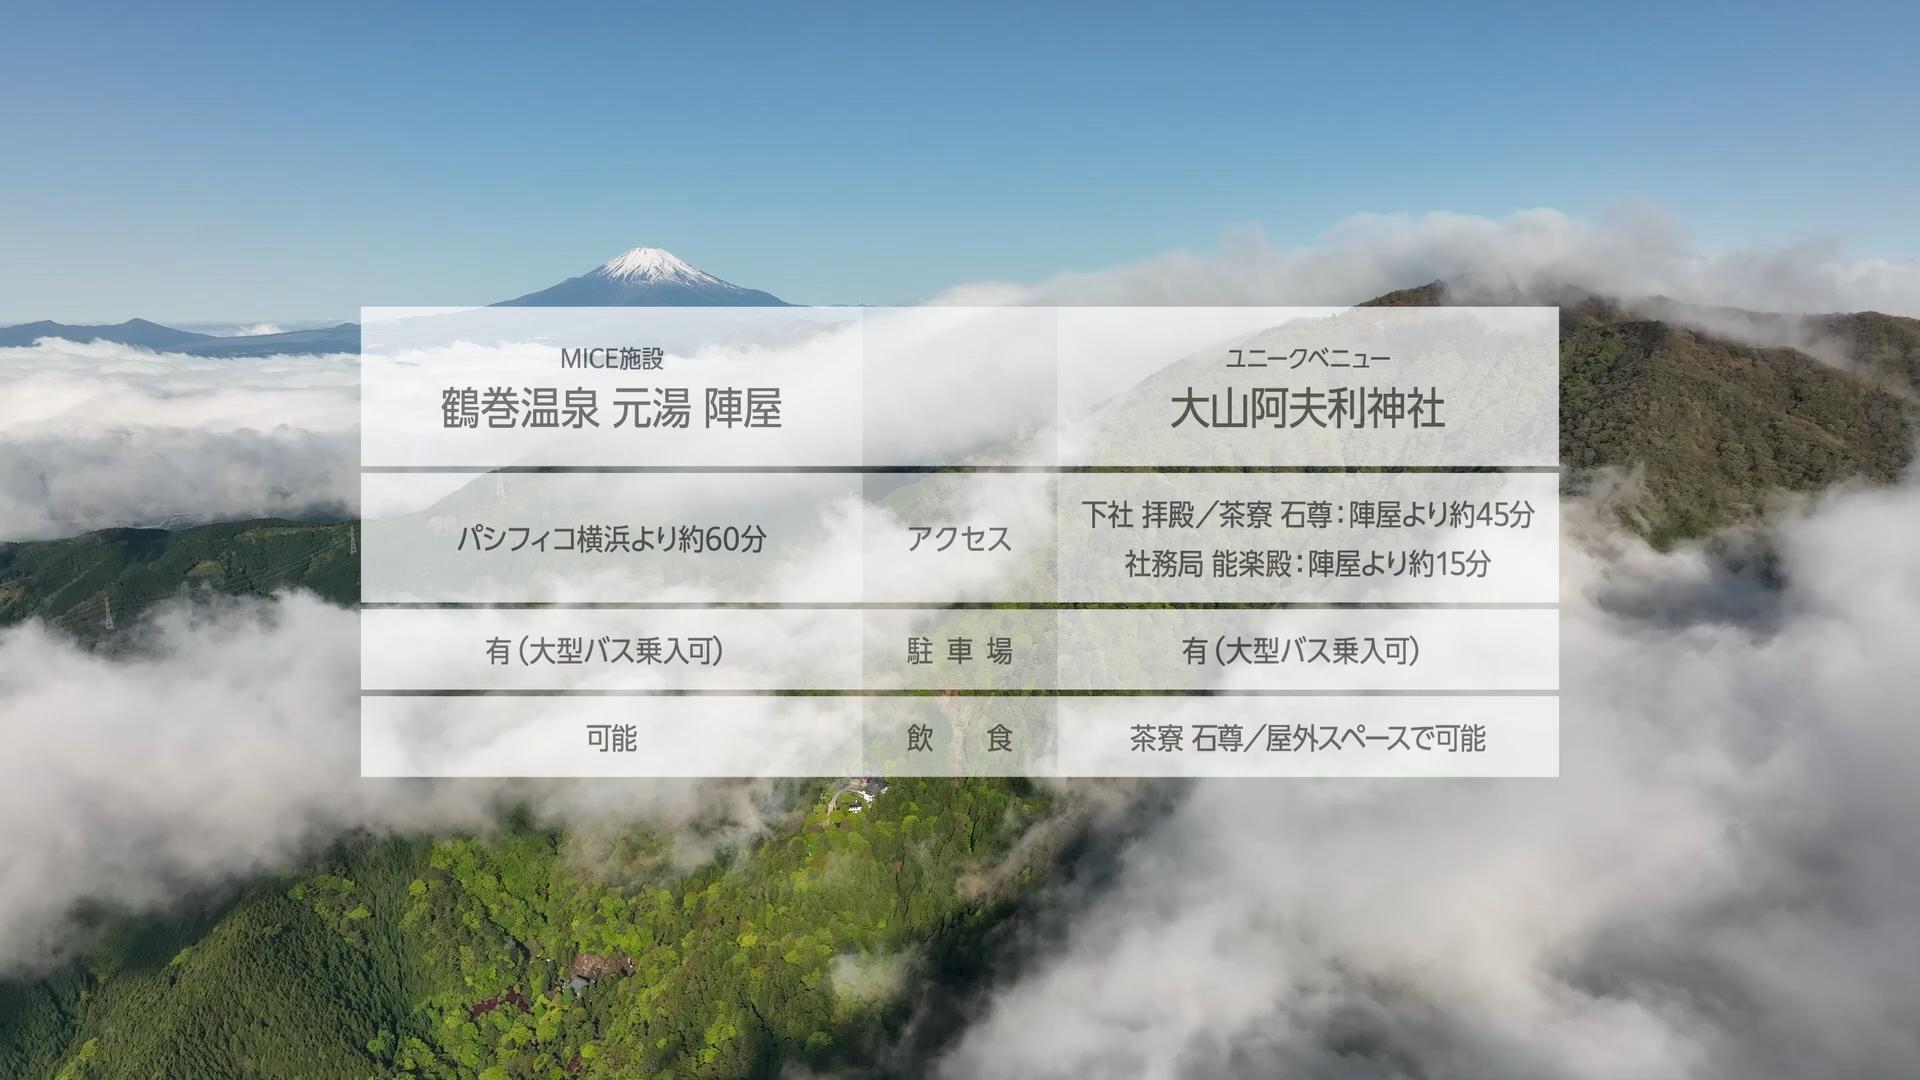 MICE施設
鶴巻温泉 元湯 陣屋
ユニークベニュー
大山阿夫利神社
パシフィコ横浜より約60分
アクセス
下社 拝殿／茶寮 石尊：陣屋より約45分
社務局 能楽殿：陣屋より約15分
有（大型バス乗入可）
駐車場
有（大型バス乗入可）
可能
飲食
茶寮 石尊／屋外スペースで可能